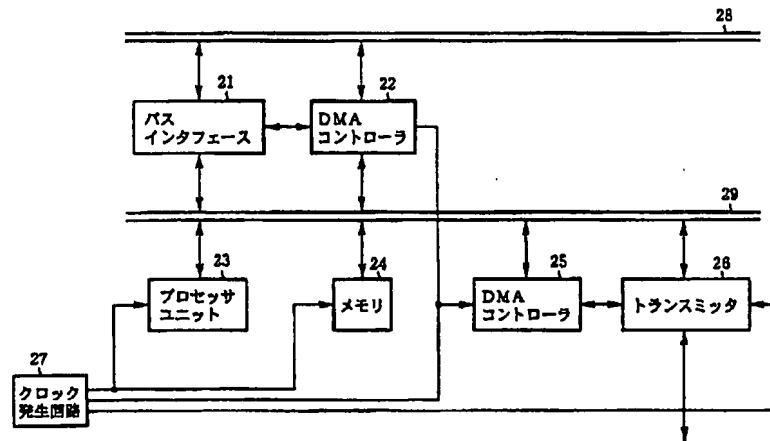 28
21
22
バス
インタフェース
DMA
コントローラ
29
23
24
25
26
プロセッサ
ユニット
メモリ
DMA
コントローラ
トランスミッタ
27
クロック
発生回路